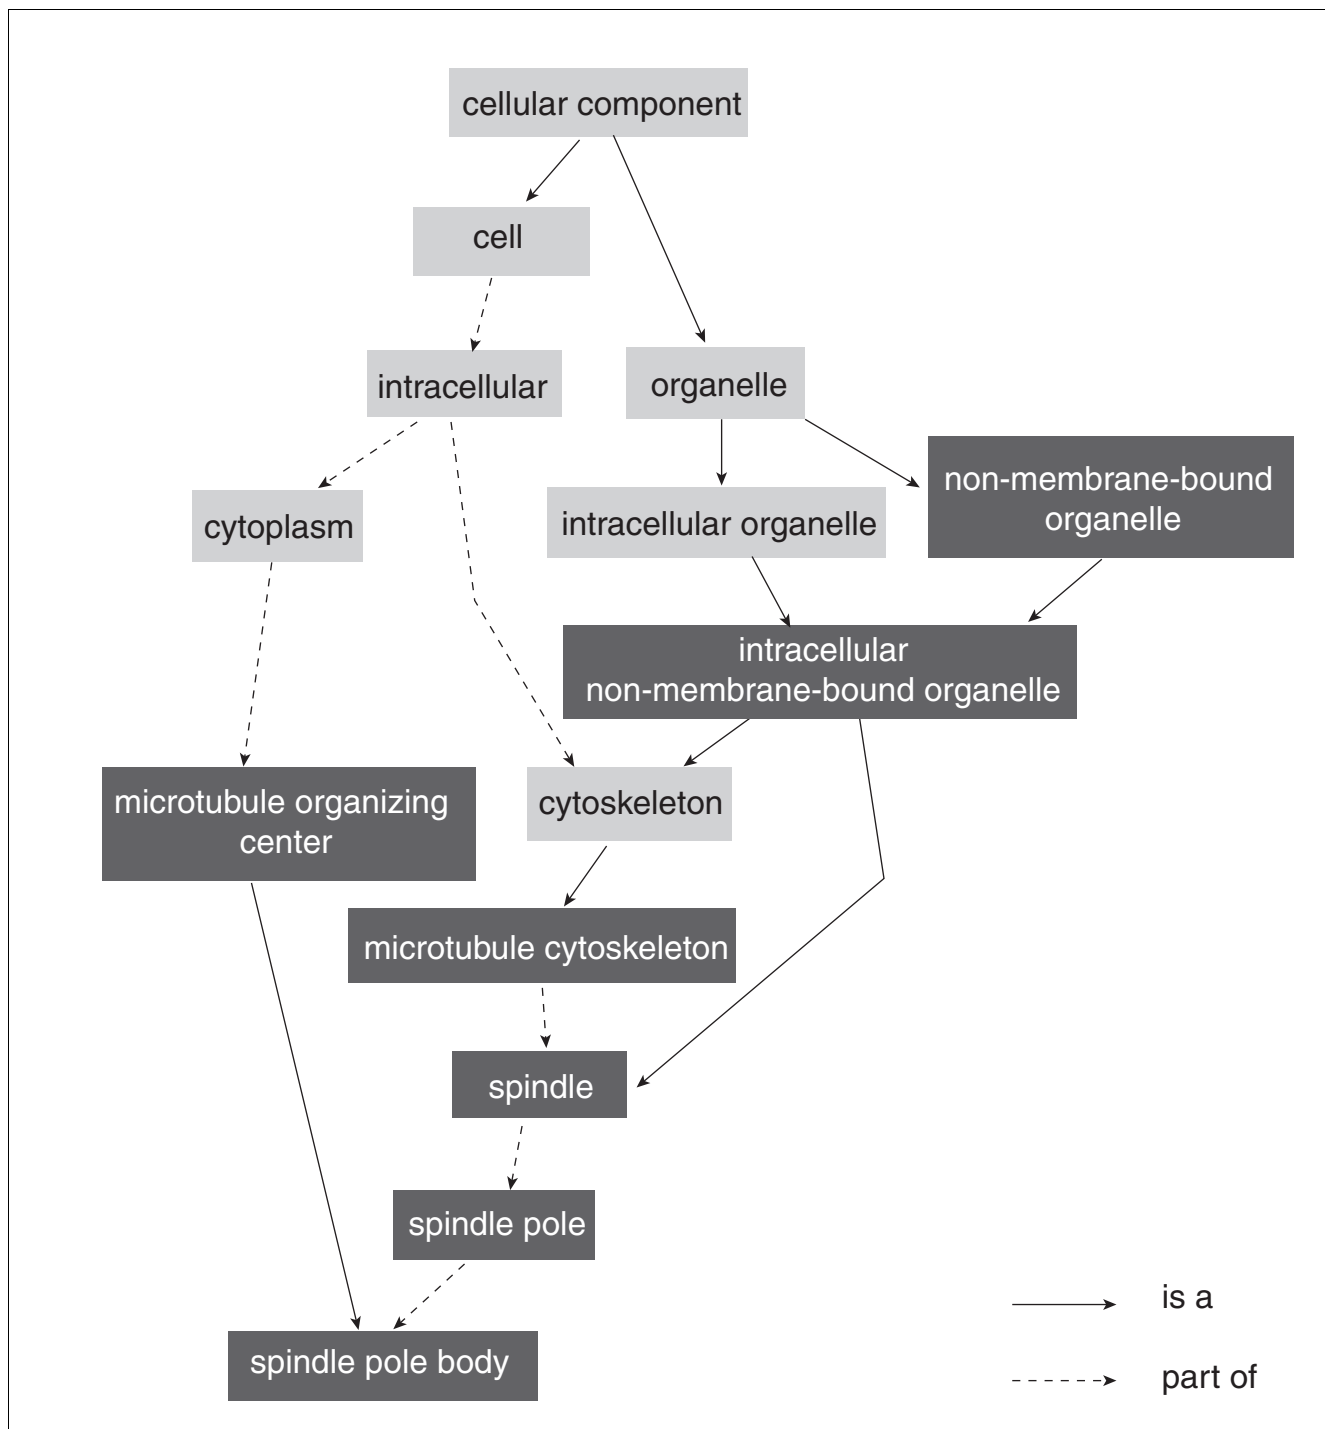 cellular component
cell
intracellular
organelle
non-membrane-bound
organelle
cytoplasm
intracellular organelle
intracellular
non-membrane-bound organelle
microtubule organizing
center
cytoskeleton
microtubule cytoskeleton
spindle
spindle pole
spindle pole body
is a
part of